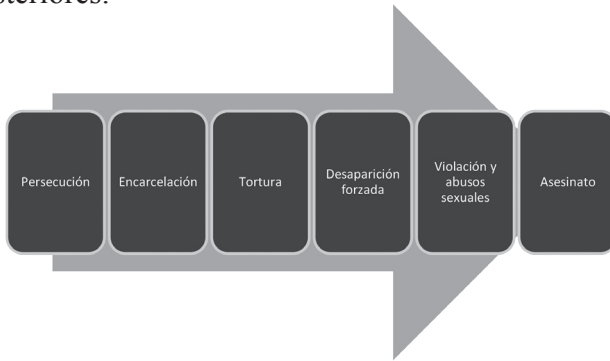 Persecución
Encarcelación
Tortura
Desaparición
forzada
Violación y
abusos
sexuales
Asesinato